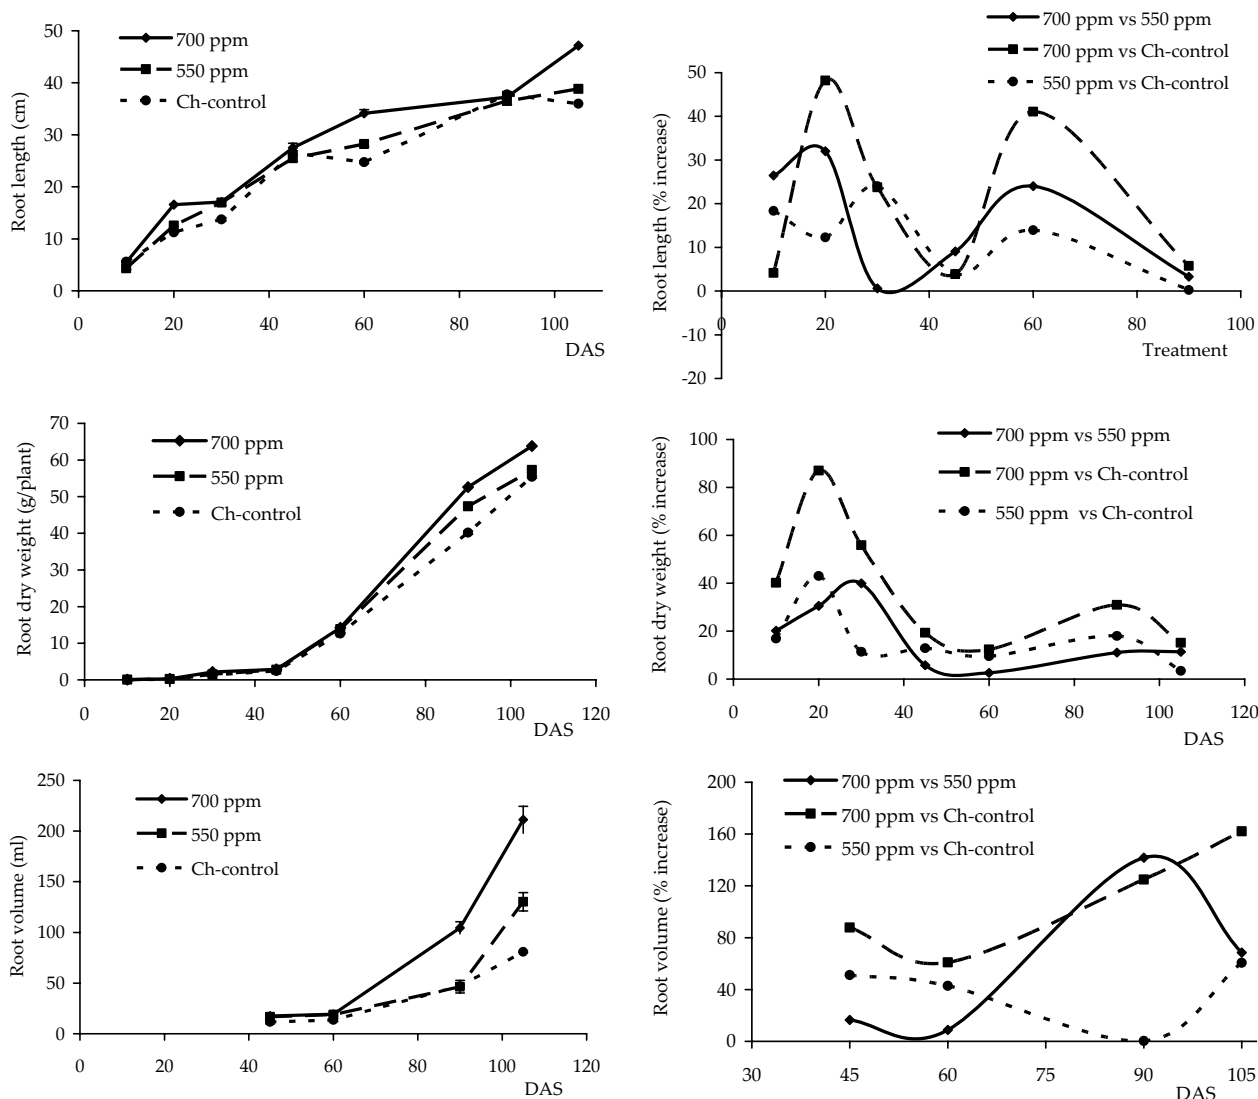 700 ppm
550 ppm
Ch-control
Root length (cm)
50
40
30
20
10
0
0 20 40 60 80 100
DAS
700 ppm vs 550 ppm
700 ppm vs Ch-control
550 ppm vs Ch-control
Root length (% increase)
50
40
30
20
10
0
-10
-20
0 20 40 60 80 100
Treatment
700 ppm
550 ppm
Ch-control
Root dry weight (g/plant)
70
60
50
40
30
20
10
0
0 20 40 60 80 100 120
DAS
700 ppm vs 550 ppm
700 ppm vs Ch-control
550 ppm vs Ch-control
Root dry weight (% increase)
100
80
60
40
20
0
0 20 40 60 80 100 120
DAS
700 ppm
550 ppm
Ch-control
Root volume (ml)
250
200
150
100
50
0
0 20 40 60 80 100 120
DAS
700 ppm vs 550 ppm
700 ppm vs Ch-control
550 ppm vs Ch-control
Root volume (% increase)
200
160
120
80
40
0
30 45 60 75 90 105
DAS